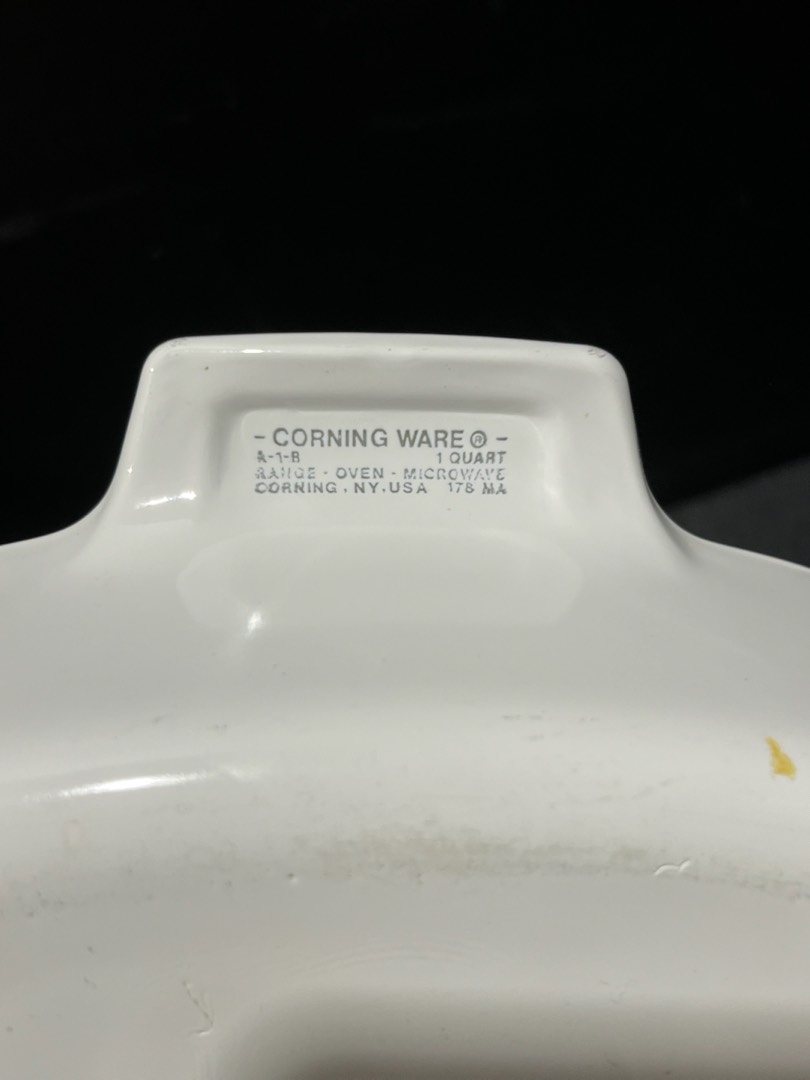 - CORNING WARE ® -
A-1-B 1 QUART
RANGE - OVEN - MICROWAVE
CORNING . NY . USA 178 MA